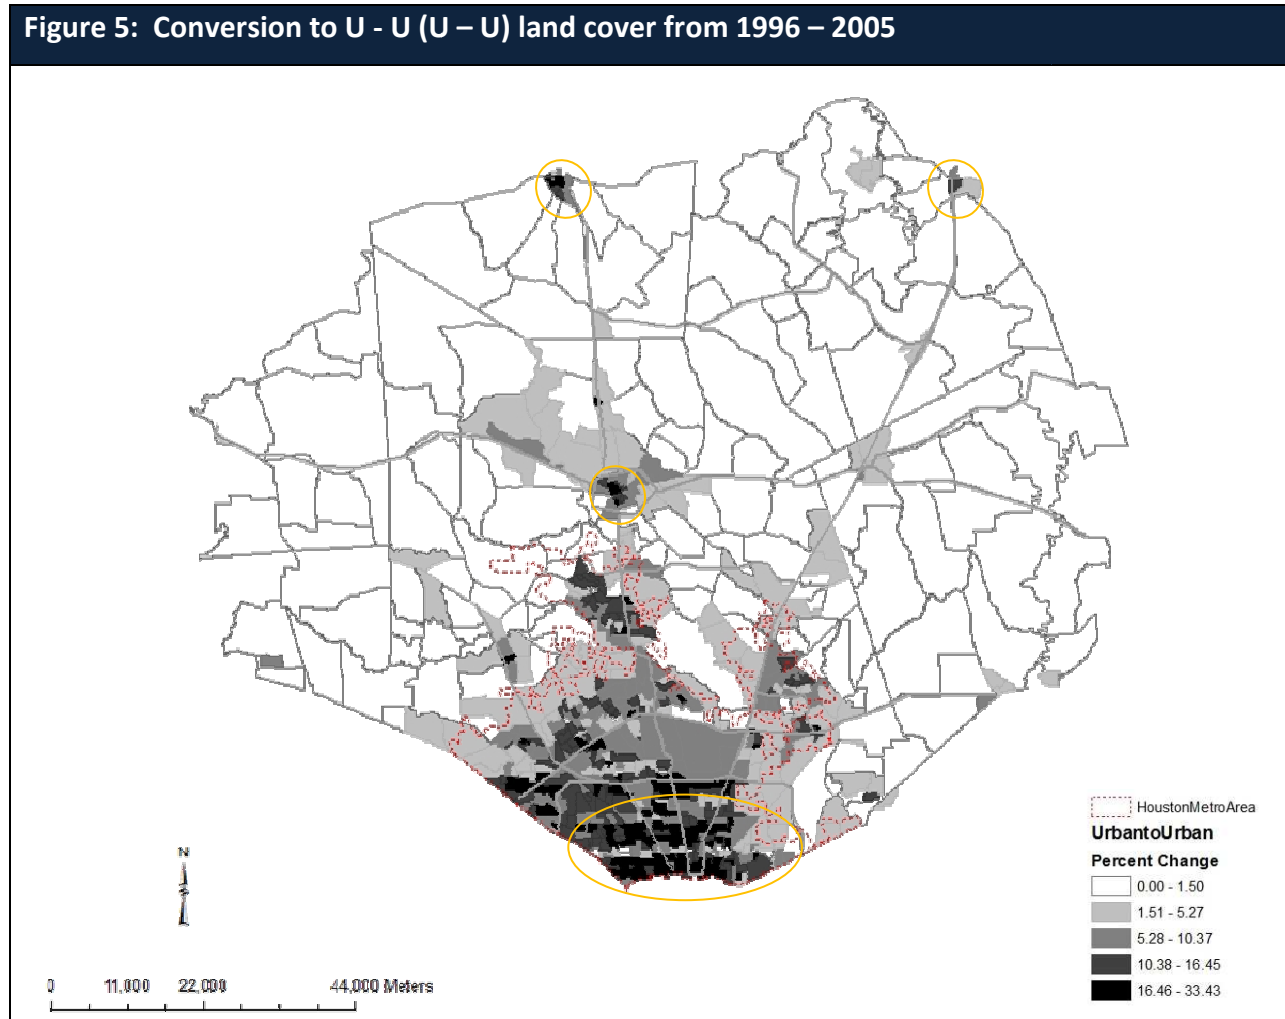 Figure 5:  Conversion to U - U (U – U) land cover from 1996 – 2005
HoustonMetroArea
UrbantoUrban
Percent Change
0.00 - 1.50
1.51 - 5.27
5.28 - 10.37
10.38 - 16.45
16.46 - 33.43
N
0 11,000 22,000 44,000 Meters